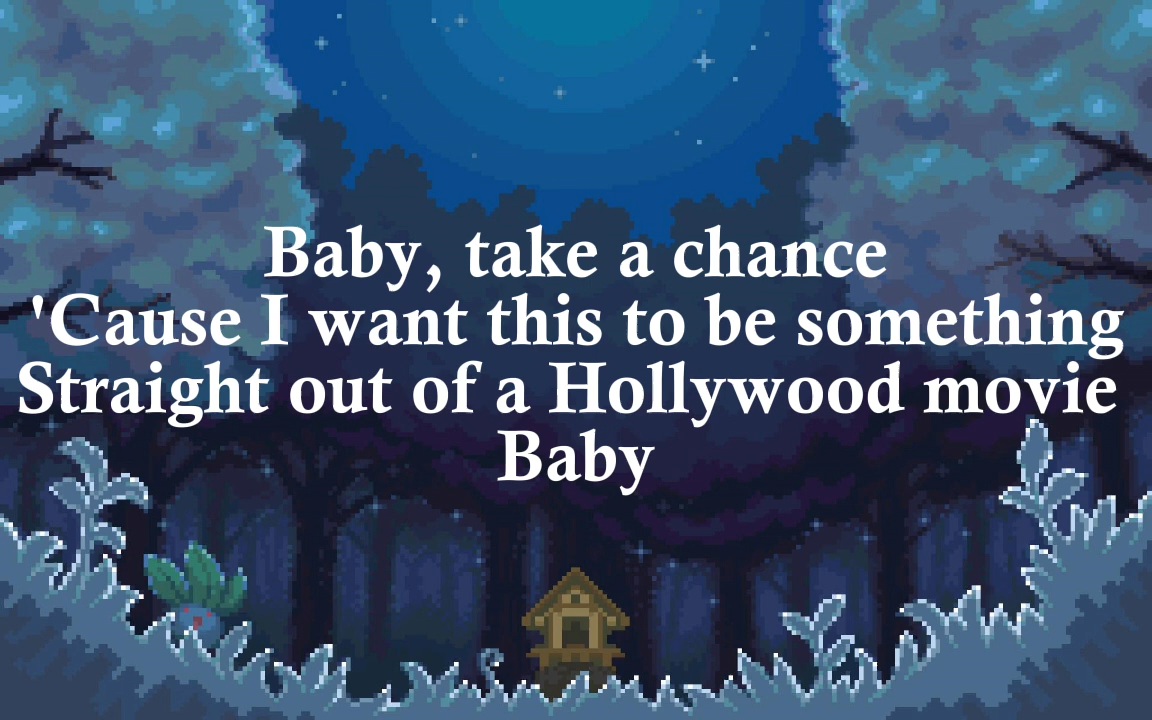 Baby, take a chance
'Cause I want this to be something
Straight out of a Hollywood movie
Baby